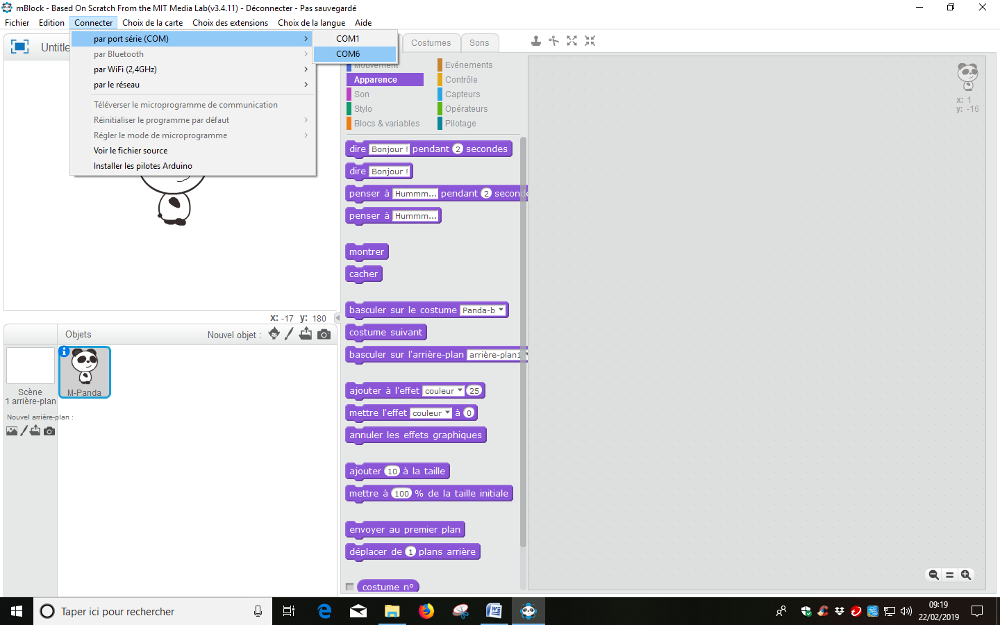 mBlock - Based On Scratch From the MIT Media Lab(v3.4.11) - Déconnecter - Pas sauvegardé
Fichier Edition Connecter Choix de la carte Choix des extensions Choix de la langue Aide
par port série (COM)
par Bluetooth
par WiFi (2,4GHz)
par le réseau
Téléverser le microprogramme de communication
Réinitialiser le programme par défaut
Régler le mode de microprogramme
Voir le fichier source
Installer les pilotes Arduino
COM1
COM6
Untitle
Costumes Sons
Mouvement Evénements
Apparence Contrôle
Son Capteurs
Stylo Opérateurs
Blocs & variables Pilotage
dire Bonjour ! pendant 2 secondes
dire Bonjour !
penser à Hummm... pendant 2 seconde
penser à Hummm...
montrer
cacher
basculer sur le costume Panda-b
costume suivant
basculer sur l'arrière-plan arrière-plan1
ajouter à l'effet couleur 25
mettre l'effet couleur à 0
annuler les effets graphiques
ajouter 10 à la taille
mettre à 100 % de la taille initiale
envoyer au premier plan
déplacer de 1 plans arrière
costume n°
x: 1
y: -16
x: -17 y: 180
Objets Nouvel objet :
M-Panda
Scène
1 arrière-plan
Nouvel arrière-plan :
Taper ici pour rechercher
09:19
22/02/2019